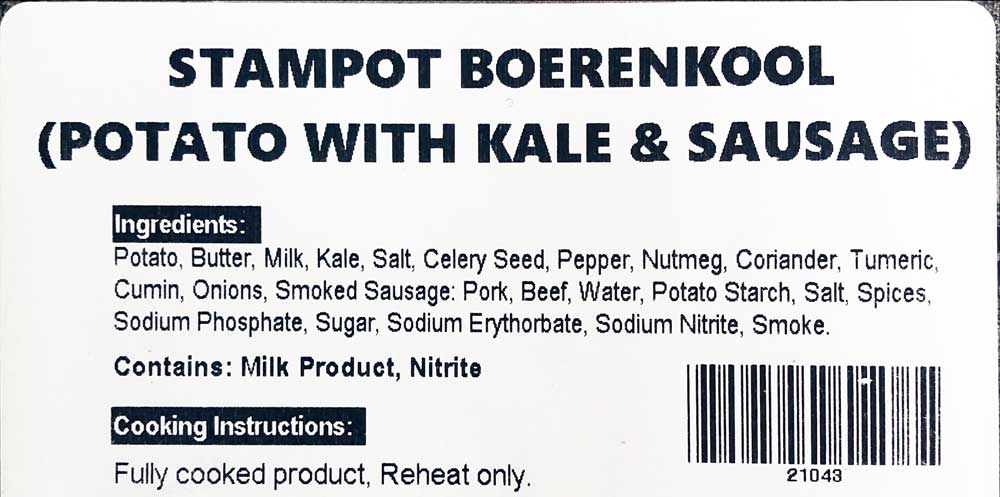 STAMPOT BOERENKOOL
(POTATO WITH KALE & SAUSAGE)
Ingredients:
Potato, Butter, Milk, Kale, Salt, Celery Seed, Pepper, Nutmeg, Coriander, Tumeric,
Cumin, Onions, Smoked Sausage: Pork, Beef, Water, Potato Starch, Salt, Spices,
Sodium Phosphate, Sugar, Sodium Erythorbate, Sodium Nitrite, Smoke.
Contains: Milk Product, Nitrite
Cooking Instructions:
Fully cooked product, Reheat only.
21043